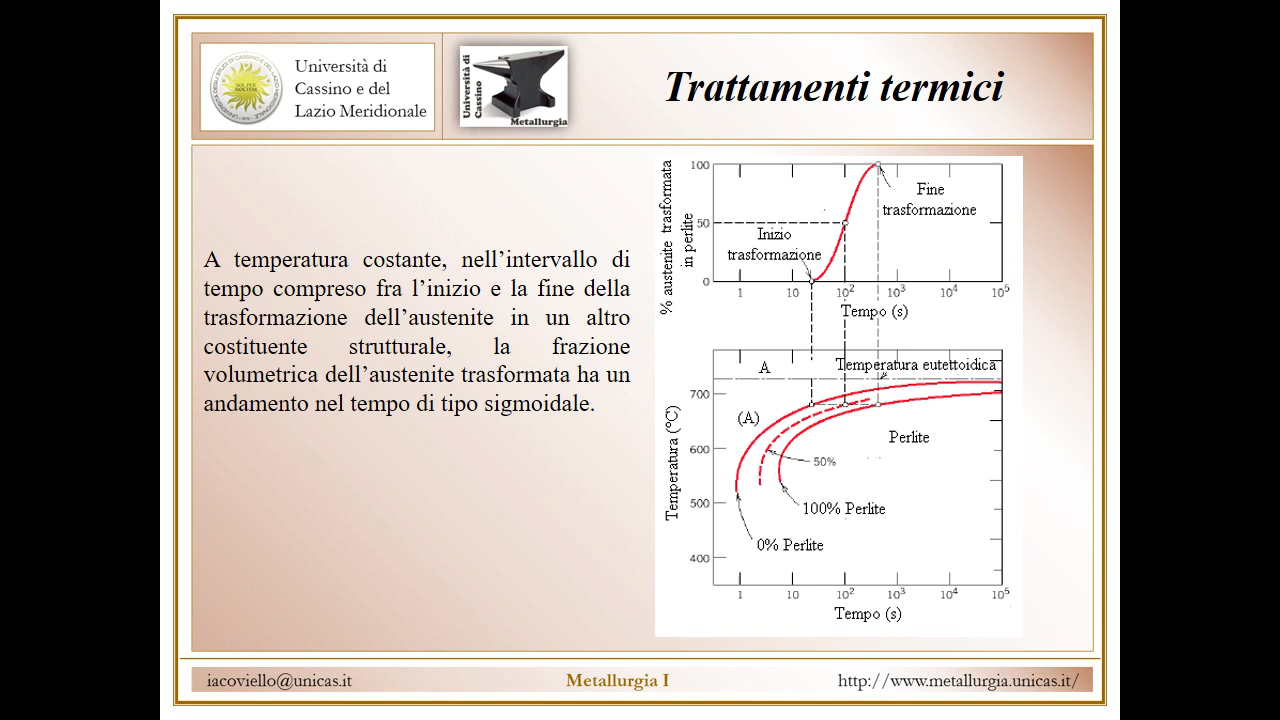 Università di
Cassino e del
Lazio Meridionale
Università di
Cassino
Metallurgia
Trattamenti termici
A temperatura costante, nell’intervallo di
tempo compreso fra l’inizio e la fine della
trasformazione dell’austenite in un altro
costituente strutturale, la frazione
volumetrica dell’austenite trasformata ha un
andamento nel tempo di tipo sigmoidale.
% austenite trasformata
in perlite
100
50
0
Fine
trasformazione
Inizio
trasformazione
1 10 10² 10³ 10⁴ 10⁵
Tempo (s)
A
Temperatura eutettoidica
Temperatura (°C)
700
600
500
400
(A)
Perlite
50%
100% Perlite
0% Perlite
1 10 10² 10³ 10⁴ 10⁵
Tempo (s)
iacoviello@unicas.it
Metallurgia I
http://www.metallurgia.unicas.it/